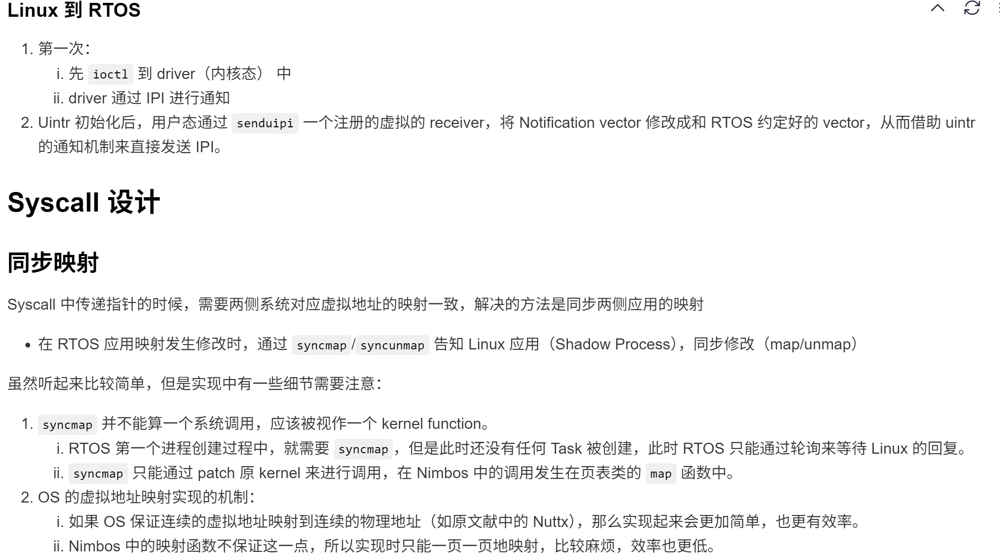 Linux 到 RTOS
1. 第一次：
i. 先 ioctl 到 driver（内核态） 中
ii. driver 通过 IPI 进行通知
2. Uintr 初始化后，用户态通过 senduipi 一个注册的虚拟的 receiver，将 Notification vector 修改成和 RTOS 约定好的 vector，从而借助 uintr
的通知机制来直接发送 IPI。
Syscall 设计
同步映射
Syscall 中传递指针的时候，需要两侧系统对应虚拟地址的映射一致，解决的方法是同步两侧应用的映射
• 在 RTOS 应用映射发生修改时，通过 syncmap/syncunmap 告知 Linux 应用（Shadow Process），同步修改（map/unmap）
虽然听起来比较简单，但是实现中有一些细节需要注意：
1. syncmap 并不能算一个系统调用，应该被视作一个 kernel function。
i. RTOS 第一个进程创建过程中，就需要 syncmap，但是此时还没有任何 Task 被创建，此时 RTOS 只能通过轮询来等待 Linux 的回复。
ii. syncmap 只能通过 patch 原 kernel 来进行调用，在 Nimbos 中的调用发生在页表类的 map 函数中。
2. OS 的虚拟地址映射实现的机制：
i. 如果 OS 保证连续的虚拟地址映射到连续的物理地址（如原文献中的 Nuttx），那么实现起来会更加简单，也更有效率。
ii. Nimbos 中的映射函数不保证这一点，所以实现时只能一页一页地映射，比较麻烦，效率也更低。